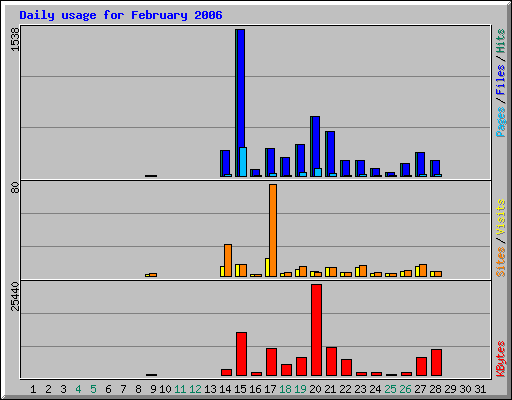 Daily usage for February 2006
1538
Pages/Files/Hits
80
Sites/Visits
25440
KBytes
1 2 3 4 5 6 7 8 9 10 11 12 13 14 15 16 17 18 19 20 21 22 23 24 25 26 27 28 29 30 31